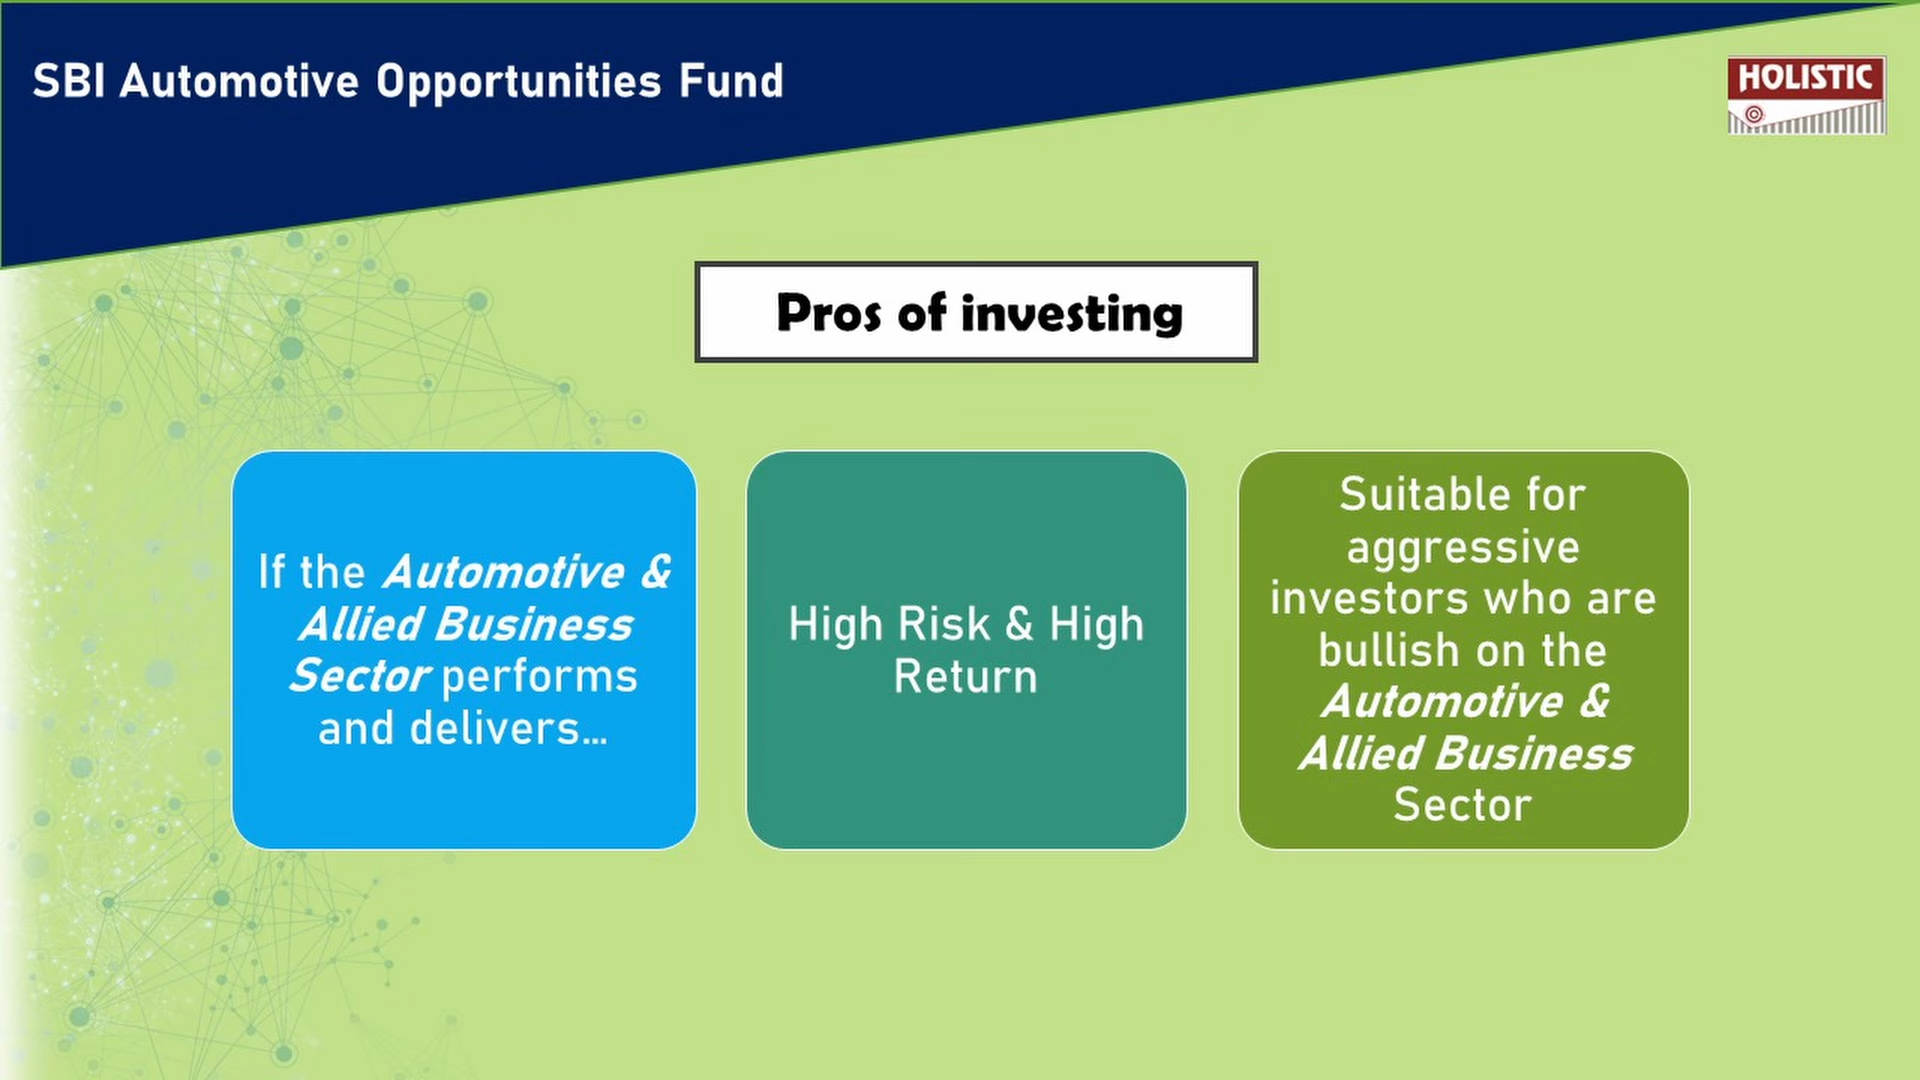 SBI Automotive Opportunities Fund
HOLISTIC
Pros of investing
If the Automotive &
Allied Business
Sector performs
and delivers...
High Risk & High
Return
Suitable for
aggressive
investors who are
bullish on the
Automotive &
Allied Business
Sector